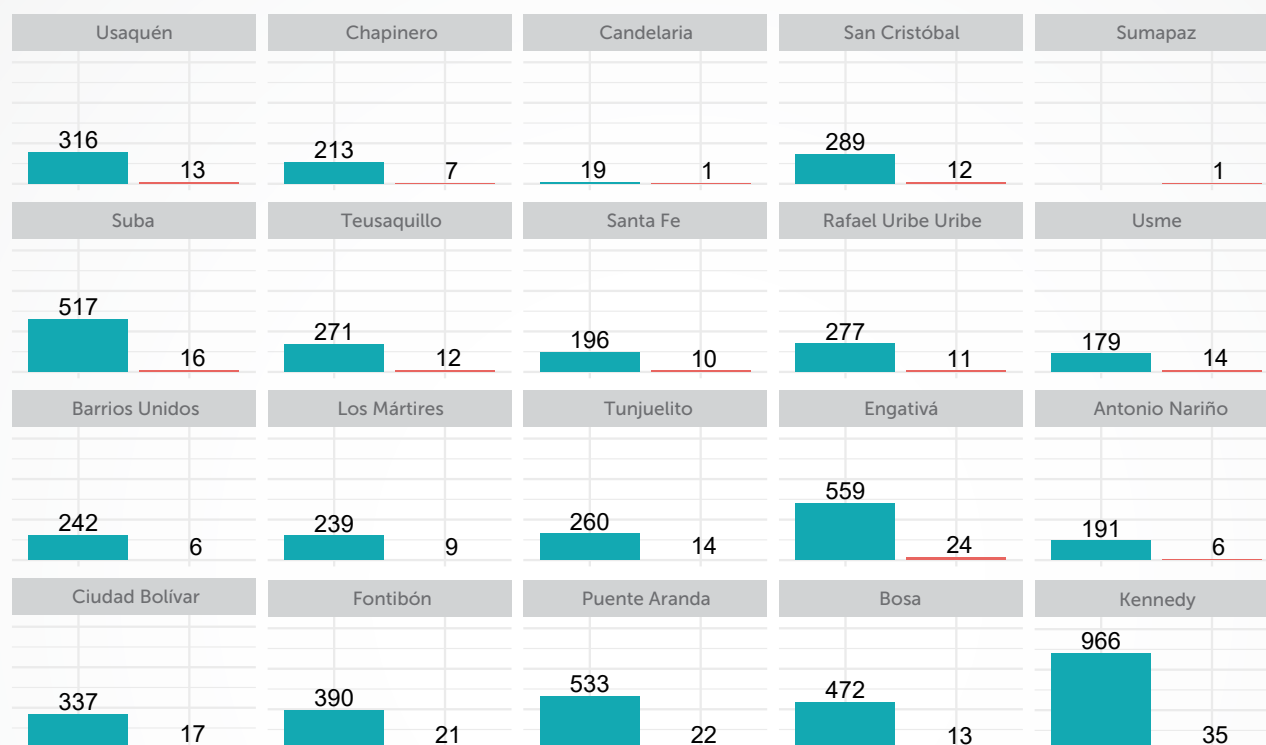 Usaquén Chapinero Candelaria San Cristóbal Sumapaz
316 13 213 7 19 1 289 12 1
Suba Teusaquillo Santa Fe Rafael Uribe Uribe Usme
517 16 271 12 196 10 277 11 179 14
Barrios Unidos Los Mártires Tunjuelito Engativá Antonio Nariño
242 6 239 9 260 14 559 24 191 6
Ciudad Bolívar Fontibón Puente Aranda Bosa Kennedy
337 17 390 21 533 22 472 13 966 35